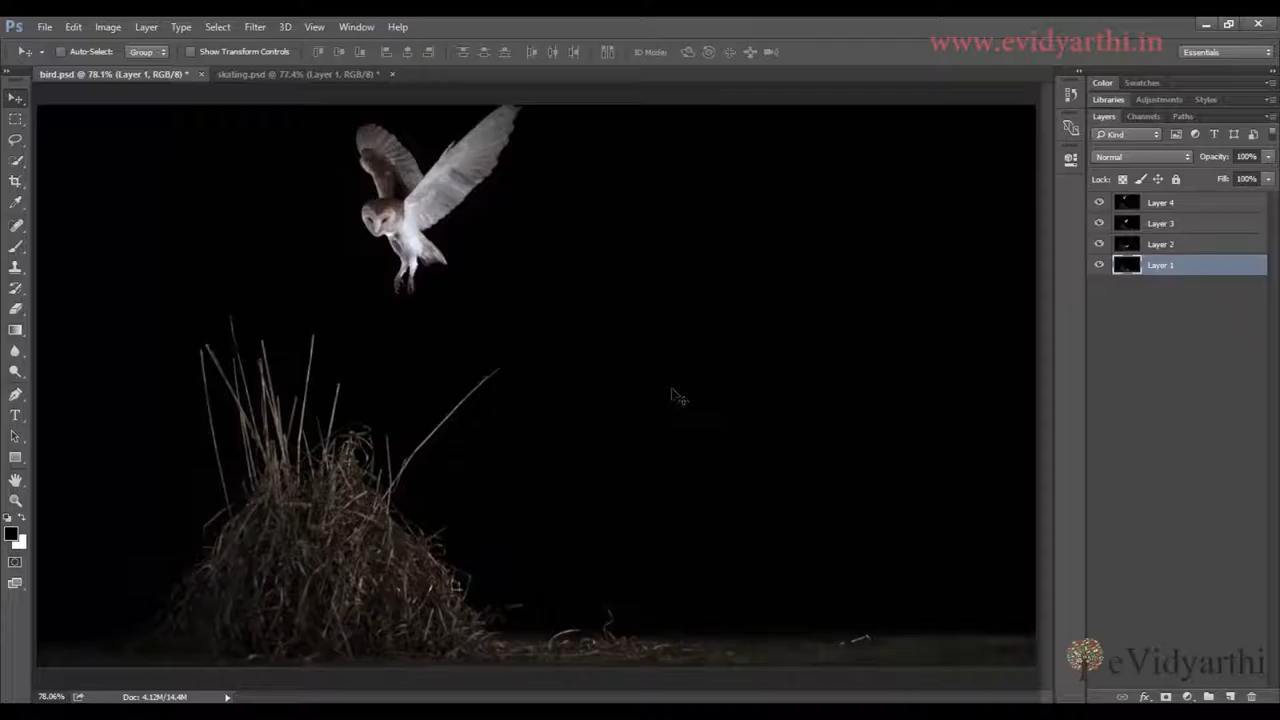 Ps File Edit Image Layer Type Select Filter 3D View Window Help
www.evidyarthi.in
Auto-Select: Group Show Transform Controls 3D Mode: Essentials
bird.psd @ 78.1% (Layer 1, RGB/8) * × skating.psd @ 77.4% (Layer 1, RGB/8) * ×
Color Swatches
Libraries Adjustments Styles
Layers Channels Paths
Kind
Normal Opacity: 100%
Lock: Fill: 100%
Layer 4
Layer 3
Layer 2
Layer 1
eVidyarthi
78.06% Doc: 4.12M/14.4M